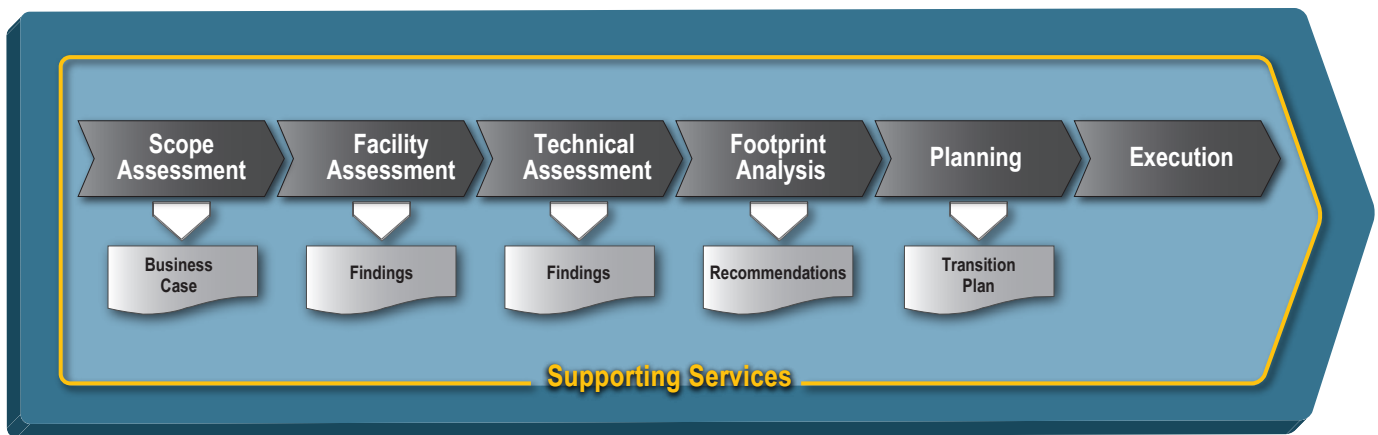 Scope
Assessment
Facility
Assessment
Technical
Assessment
Footprint
Analysis
Planning
Execution
Business
Case
Findings
Findings
Recommendations
Transition
Plan
Supporting Services